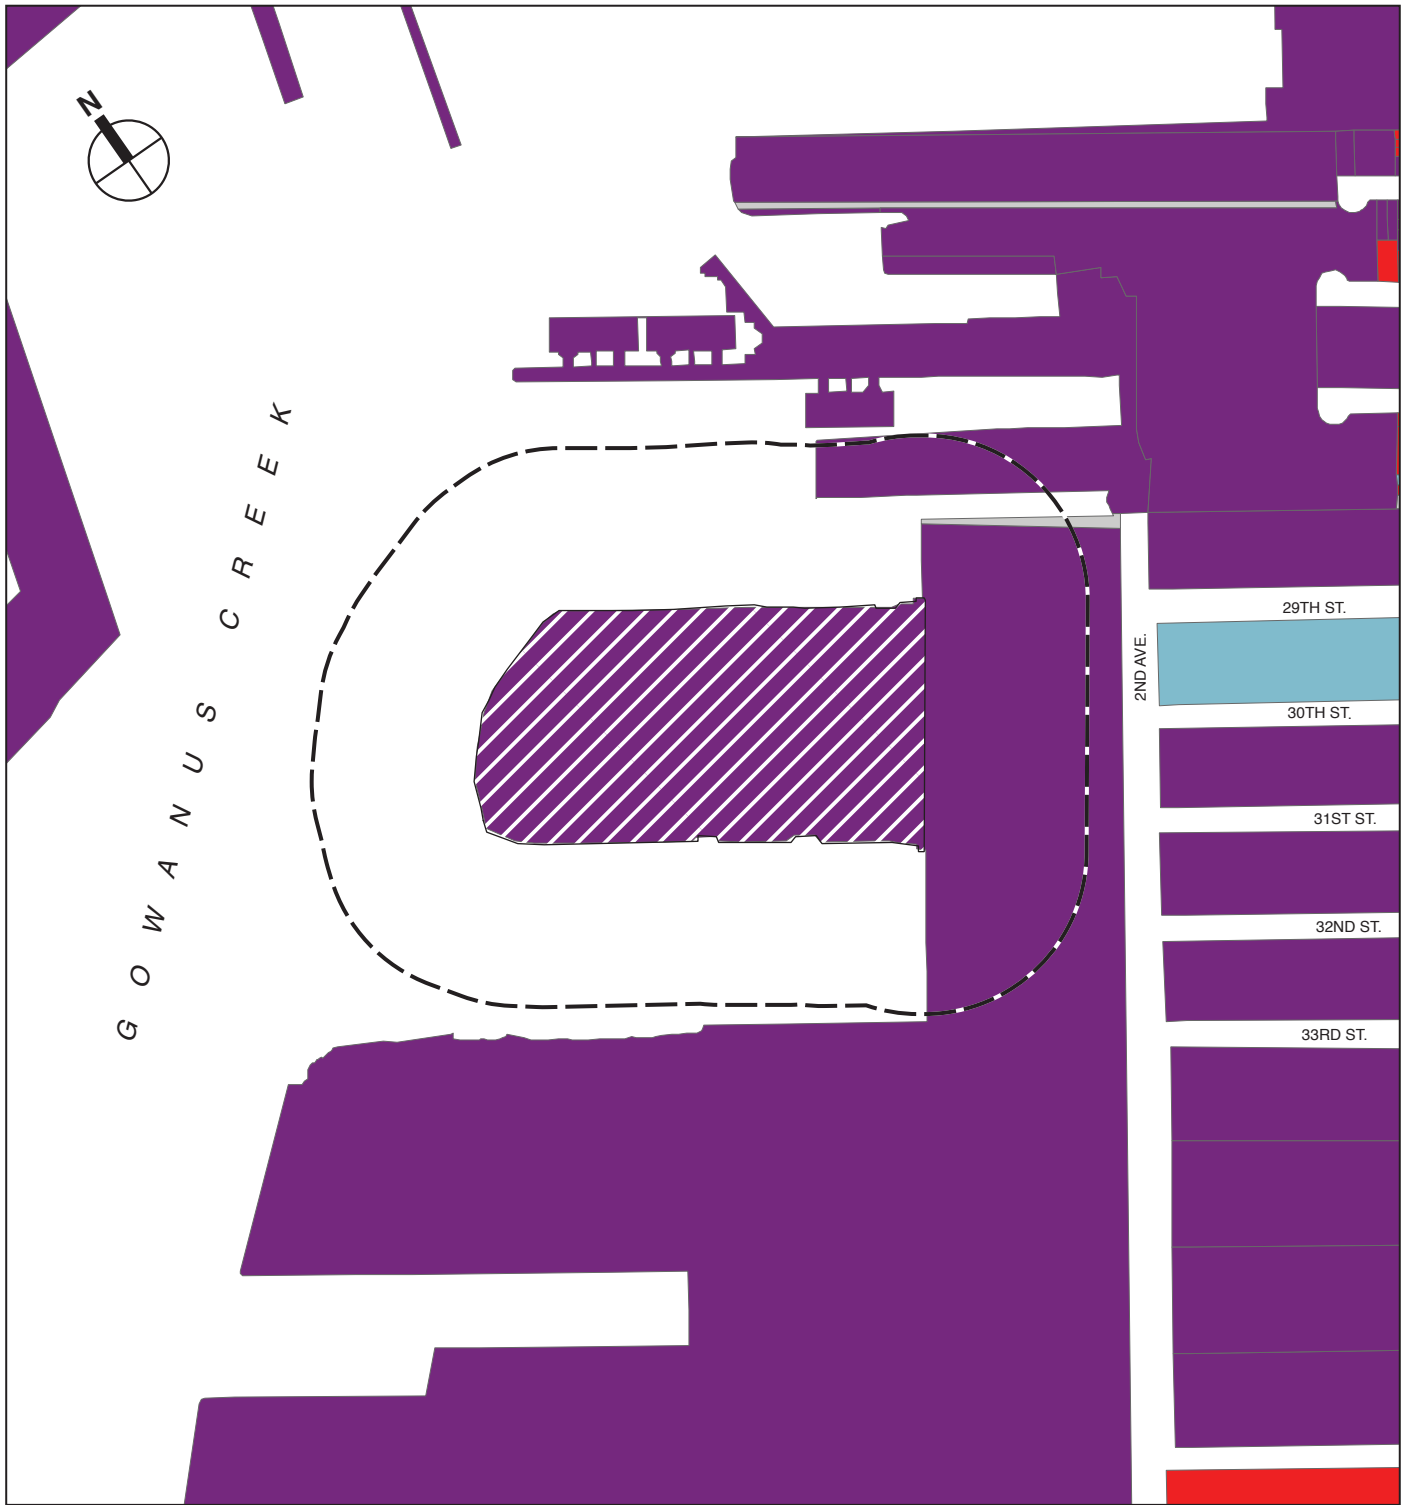 N
GOWANUS CREEK
29TH ST.
2ND AVE.
30TH ST.
31ST ST.
32ND ST.
33RD ST.